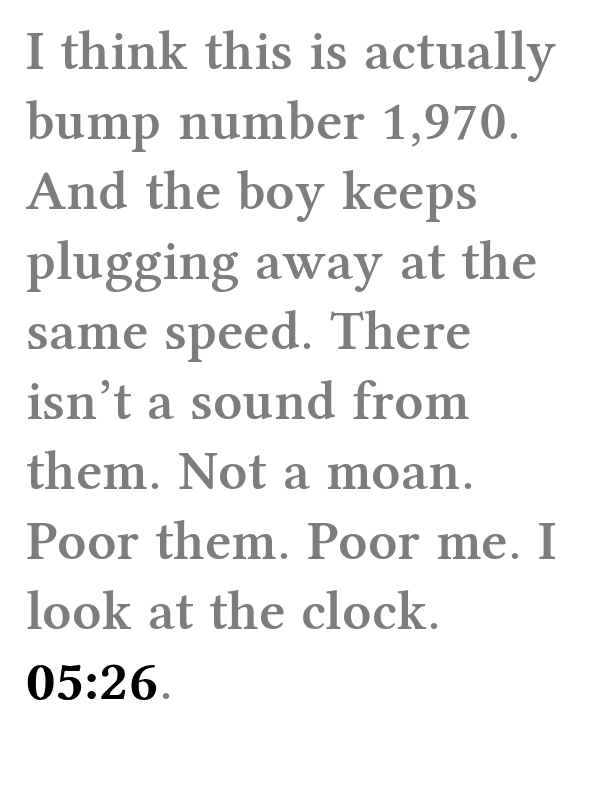 I think this is actually
bump number 1,970.
And the boy keeps
plugging away at the
same speed. There
isn’t a sound from
them. Not a moan.
Poor them. Poor me. I
look at the clock.
05:26.